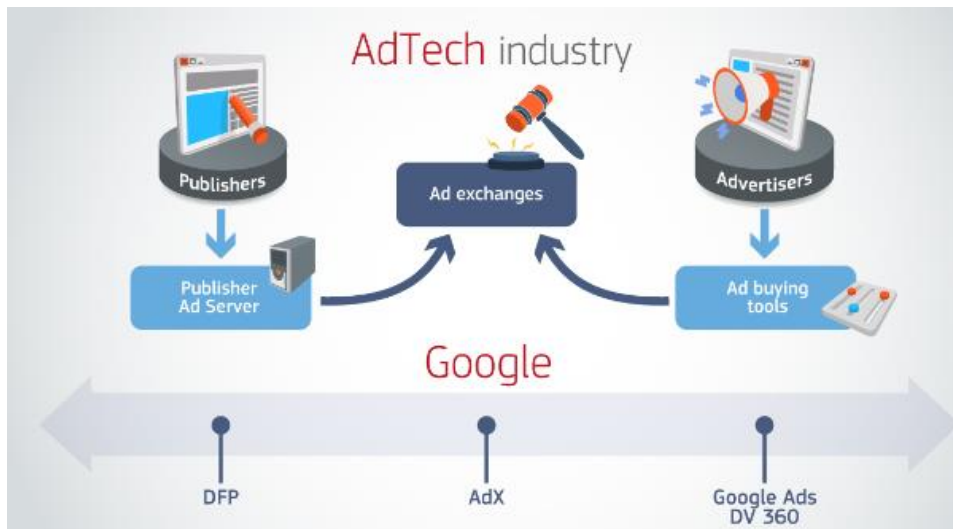 AdTech industry
Publishers
Ad exchanges
Advertisers
Publisher
Ad Server
Ad buying
tools
Google
DFP
AdX
Google Ads
DV 360